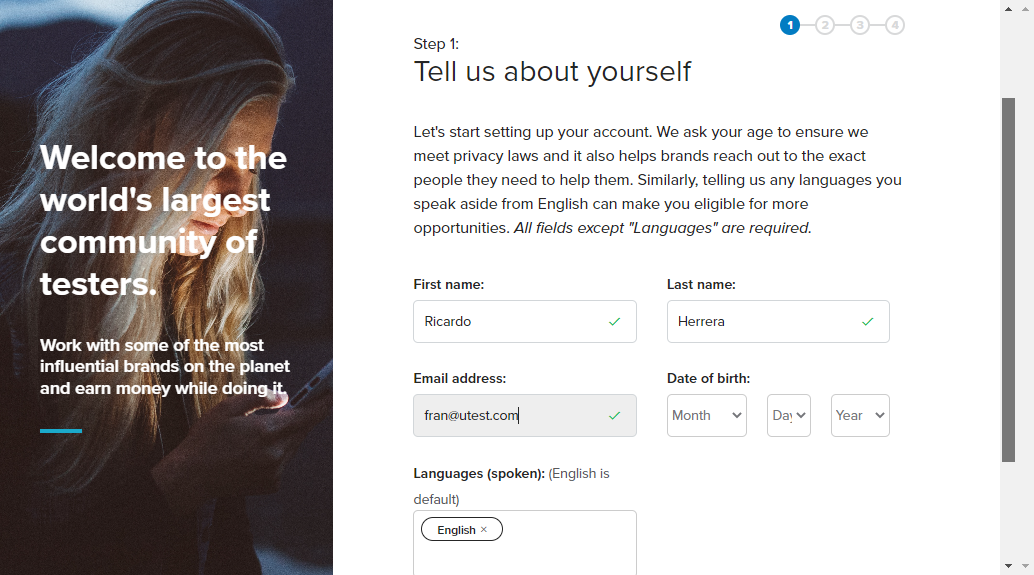 Welcome to the
world's largest
community of
testers.
Work with some of the most
influential brands on the planet
and earn money while doing it.
1 2 3 4
Step 1:
Tell us about yourself
Let's start setting up your account. We ask your age to ensure we
meet privacy laws and it also helps brands reach out to the exact
people they need to help them. Similarly, telling us any languages you
speak aside from English can make you eligible for more
opportunities. All fields except "Languages" are required.
First name: Last name:
Ricardo Herrera
Email address: Date of birth:
fran@utest.com Month Day Year
Languages (spoken): (English is
default)
English ×